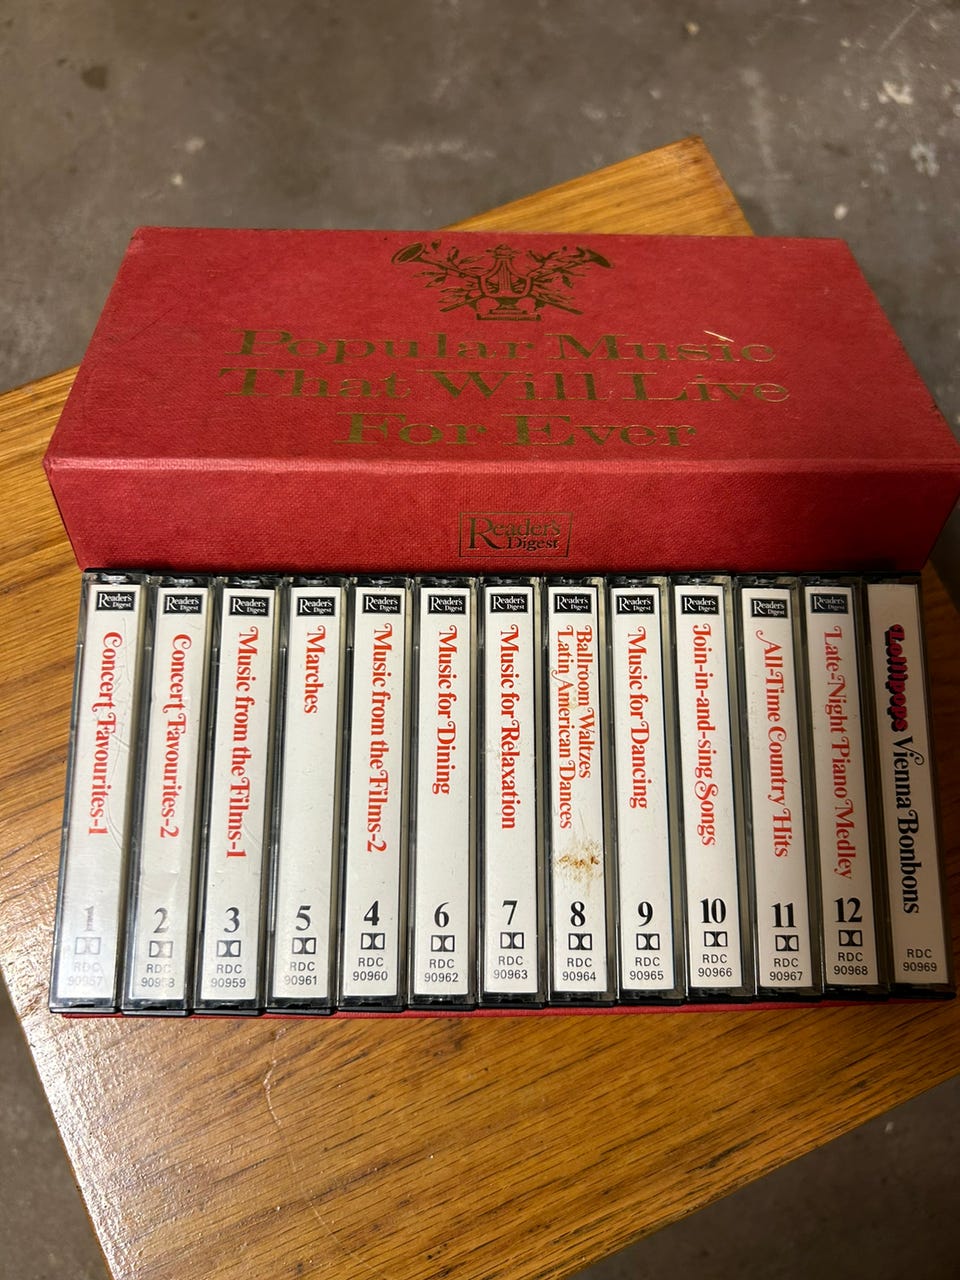 Popular Music
That Will Live
For Ever
Reader's
Digest
Reader's
Digest
Concert Favourites-1
1
RDC
90957
Reader's
Digest
Concert Favourites-2
2
RDC
90958
Reader's
Digest
Music from the Films-1
3
RDC
90959
Reader's
Digest
Marches
5
RDC
90961
Reader's
Digest
Music from the Films-2
4
RDC
90960
Reader's
Digest
Music for Dining
6
RDC
90962
Reader's
Digest
Music for Relaxation
7
RDC
90963
Reader's
Digest
Ballroom Waltzes
Latin American Dances
8
RDC
90964
Reader's
Digest
Music for Dancing
9
RDC
90965
Reader's
Digest
Join-in-and-sing Songs
10
RDC
90966
Reader's
Digest
All-Time Country Hits
11
RDC
90967
Reader's
Digest
Late-Night Piano Medley
12
RDC
90968
Lollipops Vienna Bonbons
RDC
90969